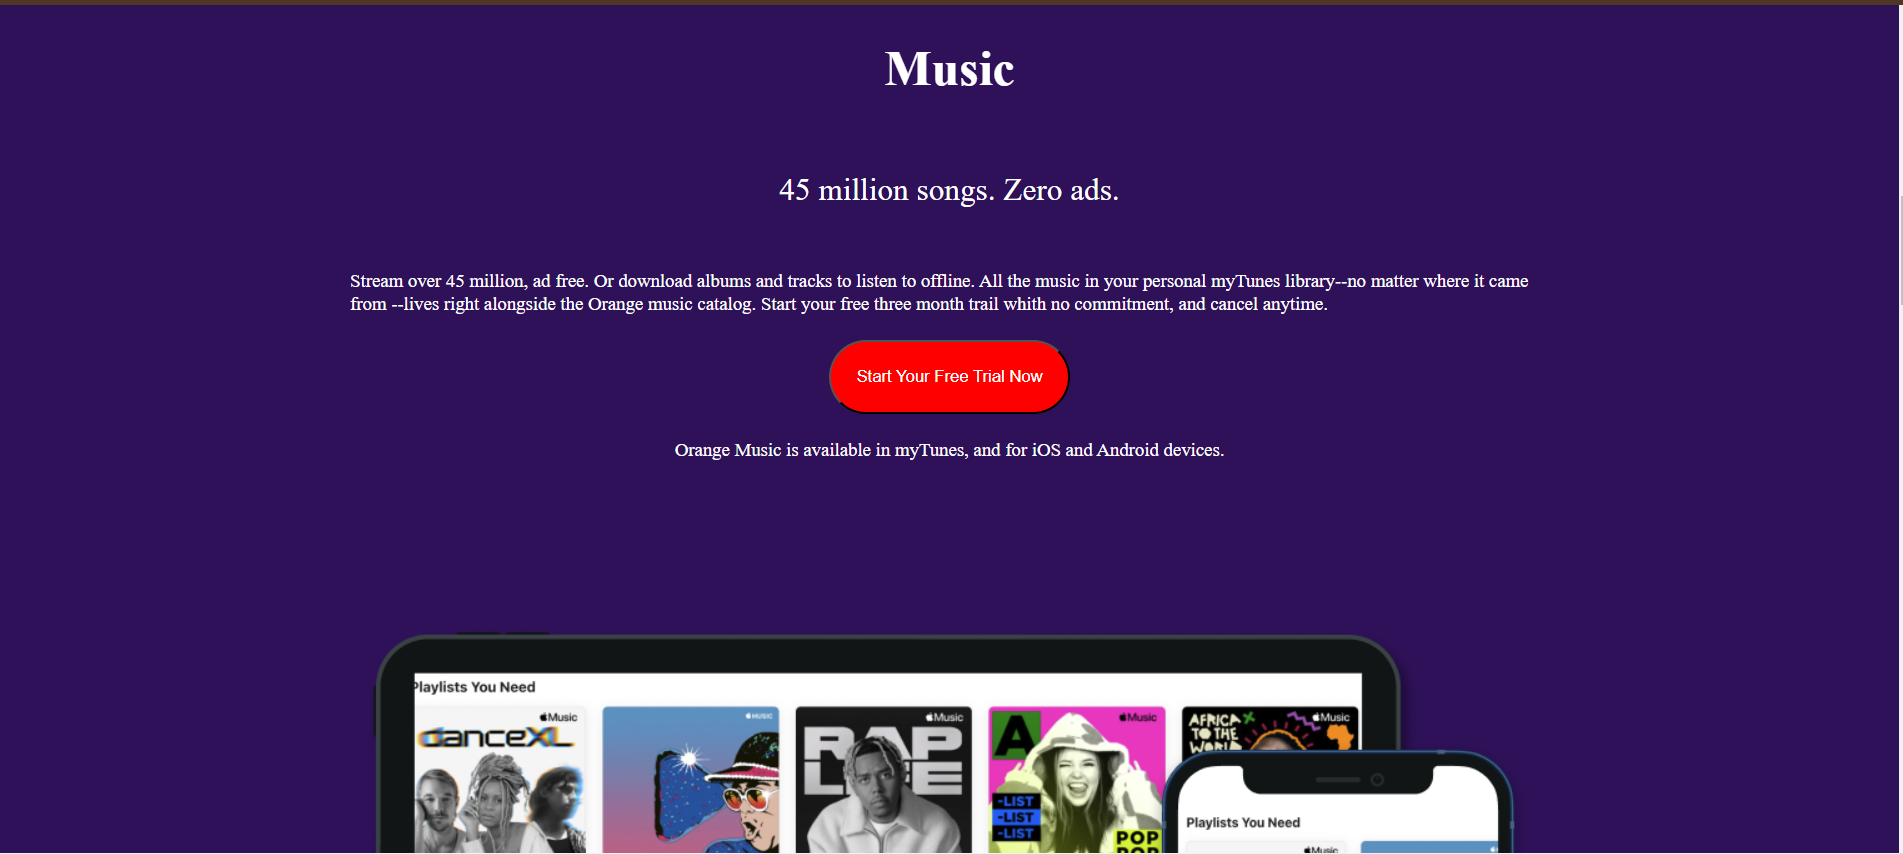 Music
45 million songs. Zero ads.
Stream over 45 million, ad free. Or download albums and tracks to listen to offline. All the music in your personal myTunes library--no matter where it came
from --lives right alongside the Orange music catalog. Start your free three month trail whith no commitment, and cancel anytime.
Start Your Free Trial Now
Orange Music is available in myTunes, and for iOS and Android devices.
Playlists You Need
Music
MUSIC
Music
Music
Music
danceXL
RAP
LIFE
A
-LIST
-LIST
-LIST
POP
POP
AFRICA
TO THE
WORLD
Playlists You Need
Music